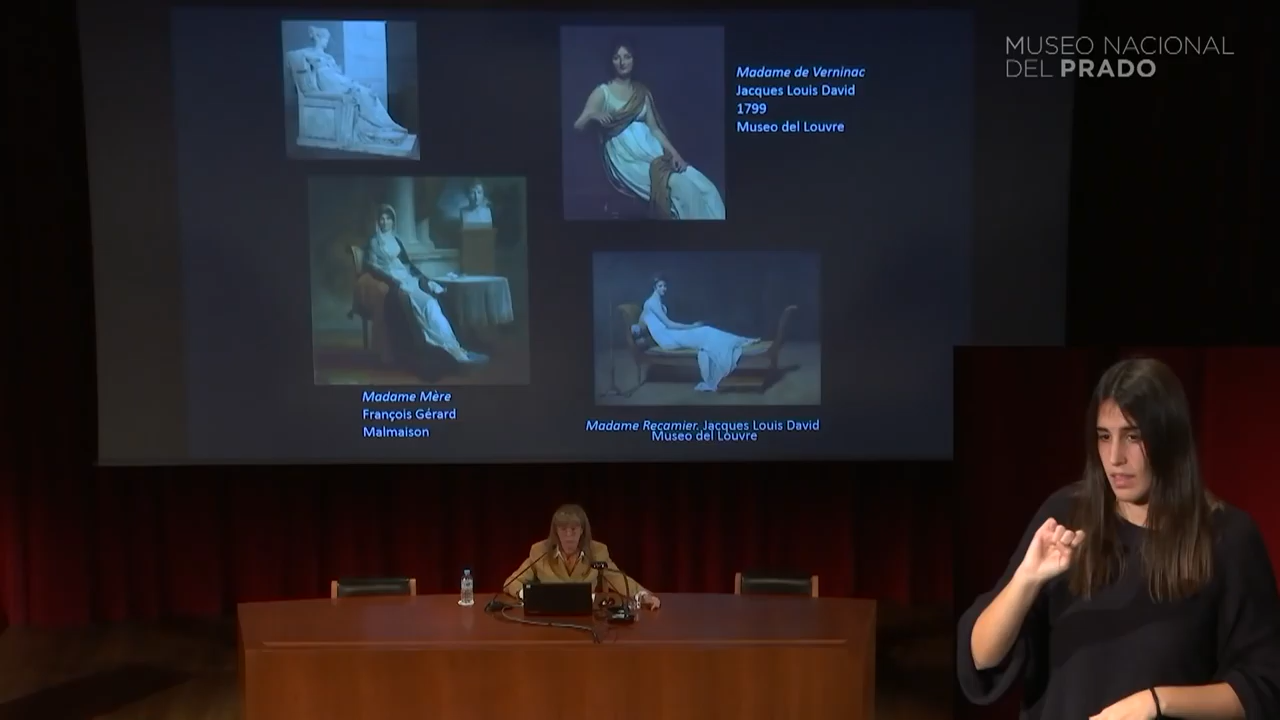 MUSEO NACIONAL
DEL PRADO
Madame de Verninac
Jacques Louis David
1799
Museo del Louvre
Madame Mère
François Gérard
Malmaison
Madame Recamier. Jacques Louis David
Museo del Louvre